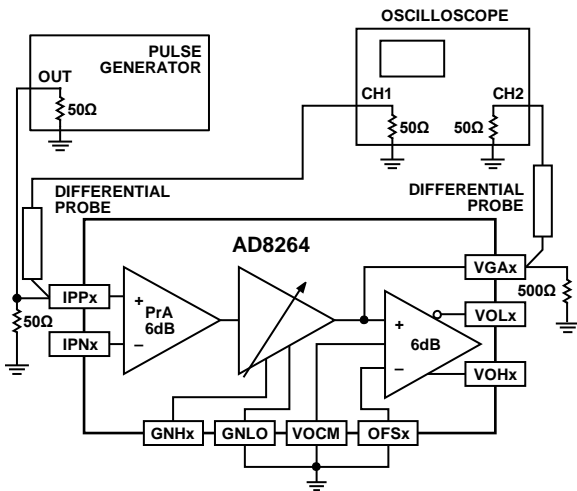 OSCILLOSCOPE
PULSE
GENERATOR
OUT
50Ω
CH1
CH2
50Ω
50Ω
DIFFERENTIAL
PROBE
DIFFERENTIAL
PROBE
AD8264
IPPx
+
PrA
6dB
–
IPNx
50Ω
VGAx
500Ω
+
6dB
–
VOLx
VOHx
GNHx
GNLO
VOCM
OFSx